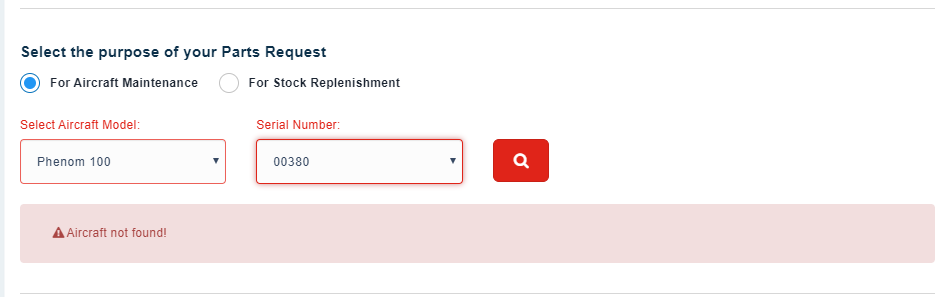 Select the purpose of your Parts Request
For Aircraft Maintenance For Stock Replenishment
Select Aircraft Model: Serial Number:
Phenom 100 00380
Aircraft not found!